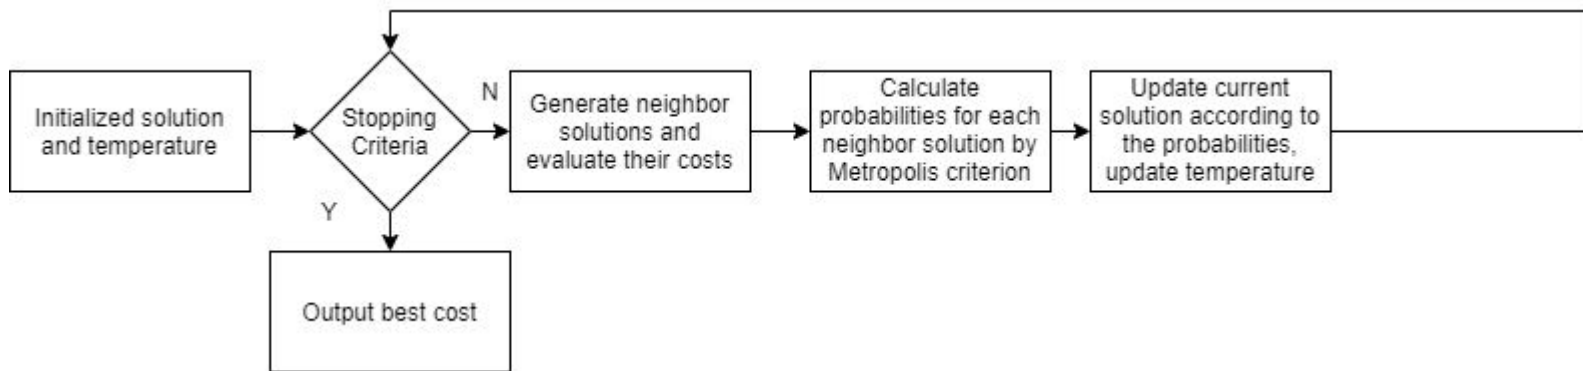 Initialized solution
and temperature
Stopping
Criteria
N
Generate neighbor
solutions and
evaluate their costs
Calculate
probabilities for each
neighbor solution by
Metropolis criterion
Update current
solution according to
the probabilities,
update temperature
Y
Output best cost